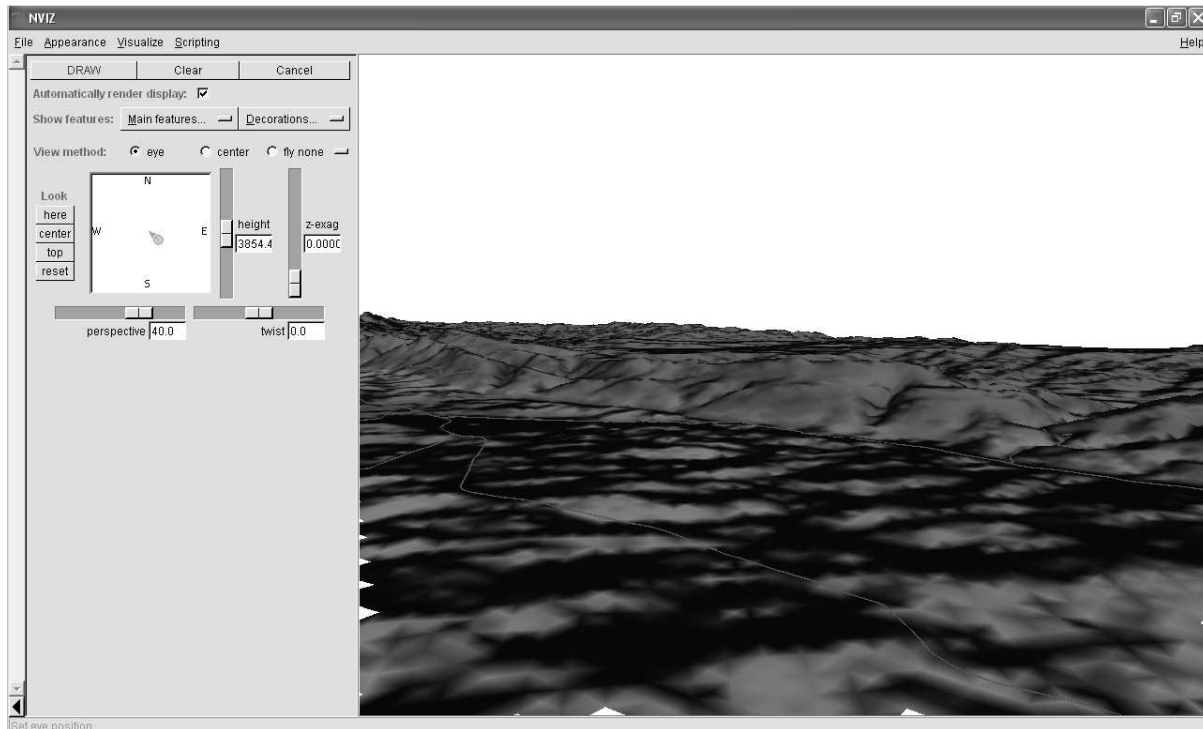 NVIZ
File Appearance Visualize Scripting Help
DRAW Clear Cancel
Automatically render display:
Show features: Main features... Decorations...
View method: eye center fly none
Look
here
center
top
reset
N
W E
S
height
3854.4
z-exag
0.0000
perspective 40.0
twist 0.0
Set eye position